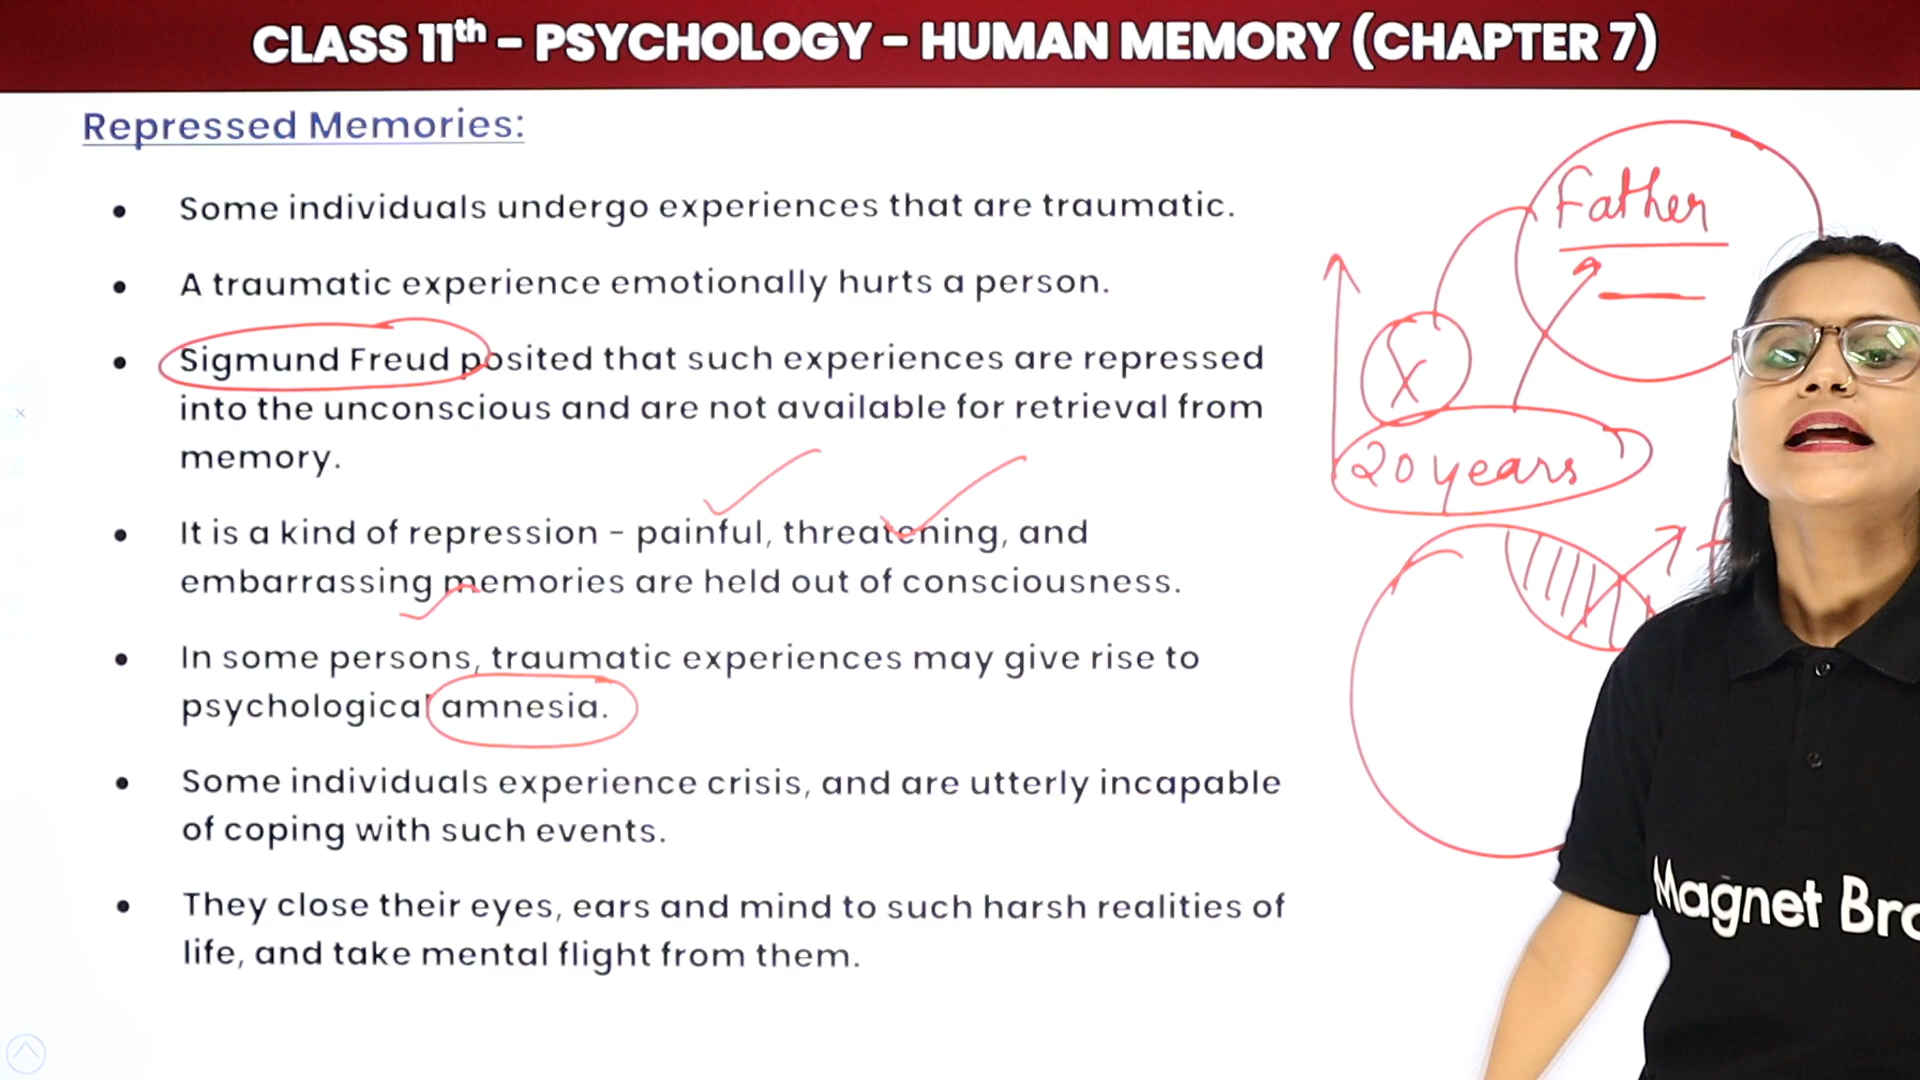 CLASS 11th – PSYCHOLOGY – HUMAN MEMORY (CHAPTER 7)
Repressed Memories:
• Some individuals undergo experiences that are traumatic.
• A traumatic experience emotionally hurts a person.
• Sigmund Freud posited that such experiences are repressed
into the unconscious and are not available for retrieval from
memory.
• It is a kind of repression – painful, threatening, and
embarrassing memories are held out of consciousness.
• In some persons, traumatic experiences may give rise to
psychological amnesia.
• Some individuals experience crisis, and are utterly incapable
of coping with such events.
• They close their eyes, ears and mind to such harsh realities of
life, and take mental flight from them.
Father
X
20 years
Magnet Bra